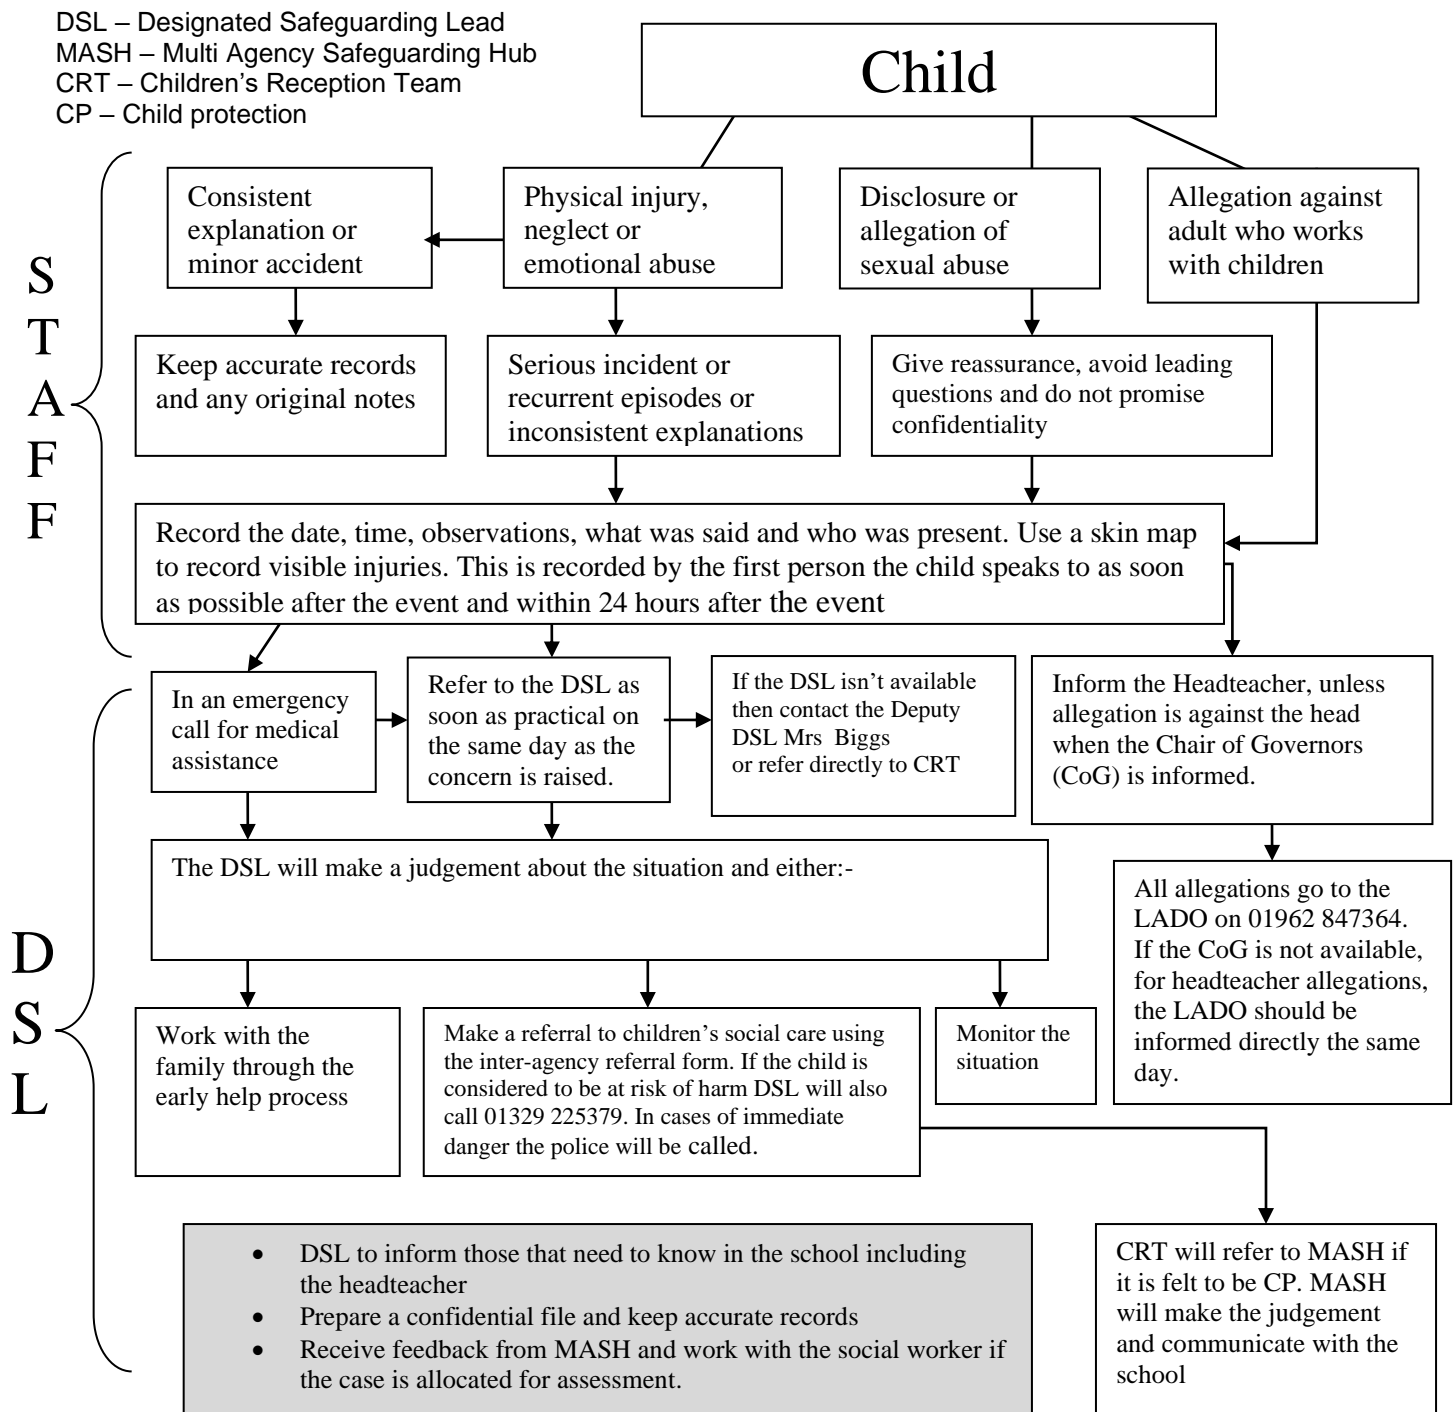 DSL – Designated Safeguarding Lead
MASH – Multi Agency Safeguarding Hub
CRT – Children's Reception Team
CP – Child protection
Child
S
T
A
F
F
Consistent
explanation or
minor accident
Physical injury,
neglect or
emotional abuse
Disclosure or
allegation of
sexual abuse
Allegation against
adult who works
with children
Keep accurate records
and any original notes
Serious incident or
recurrent episodes or
inconsistent explanations
Give reassurance, avoid leading
questions and do not promise
confidentiality
Record the date, time, observations, what was said and who was present. Use a skin map
to record visible injuries. This is recorded by the first person the child speaks to as soon
as possible after the event and within 24 hours after the event
D
S
L
In an emergency
call for medical
assistance
Refer to the DSL as
soon as practical on
the same day as the
concern is raised.
If the DSL isn't available
then contact the Deputy
DSL Mrs Biggs
or refer directly to CRT
Inform the Headteacher, unless
allegation is against the head
when the Chair of Governors
(CoG) is informed.
The DSL will make a judgement about the situation and either:-
All allegations go to the
LADO on 01962 847364.
If the CoG is not available,
for headteacher allegations,
the LADO should be
informed directly the same
day.
Work with the
family through the
early help process
Make a referral to children's social care using
the inter-agency referral form. If the child is
considered to be at risk of harm DSL will also
call 01329 225379. In cases of immediate
danger the police will be called.
Monitor the
situation
• DSL to inform those that need to know in the school including
the headteacher
• Prepare a confidential file and keep accurate records
• Receive feedback from MASH and work with the social worker if
the case is allocated for assessment.
CRT will refer to MASH if
it is felt to be CP. MASH
will make the judgement
and communicate with the
school